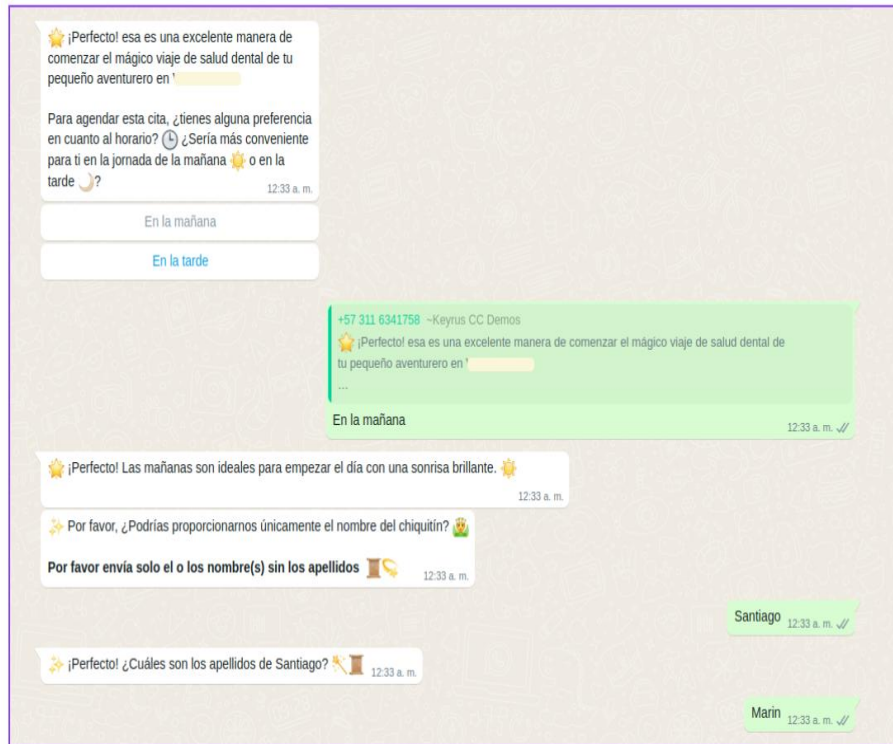 🌟 ¡Perfecto! esa es una excelente manera de
comenzar el mágico viaje de salud dental de tu
pequeño aventurero en '
Para agendar esta cita, ¿tienes alguna preferencia
en cuanto al horario? 🕒 ¿Sería más conveniente
para ti en la jornada de la mañana ☀️ o en la
tarde 🌙?
12:33 a. m.
En la mañana
En la tarde
+57 311 6341758 ~Keyrus CC Demos
🌟 ¡Perfecto! esa es una excelente manera de comenzar el mágico viaje de salud dental de
tu pequeño aventurero en '
...
En la mañana
12:33 a. m.
🌟 ¡Perfecto! Las mañanas son ideales para empezar el día con una sonrisa brillante. ☀️
12:33 a. m.
✨ Por favor, ¿Podrías proporcionarnos únicamente el nombre del chiquitín? 🤴
Por favor envía solo el o los nombre(s) sin los apellidos 📜💫
12:33 a. m.
Santiago 12:33 a. m.
✨ ¡Perfecto! ¿Cuáles son los apellidos de Santiago? 🪄📜 12:33 a. m.
Marin 12:33 a. m.